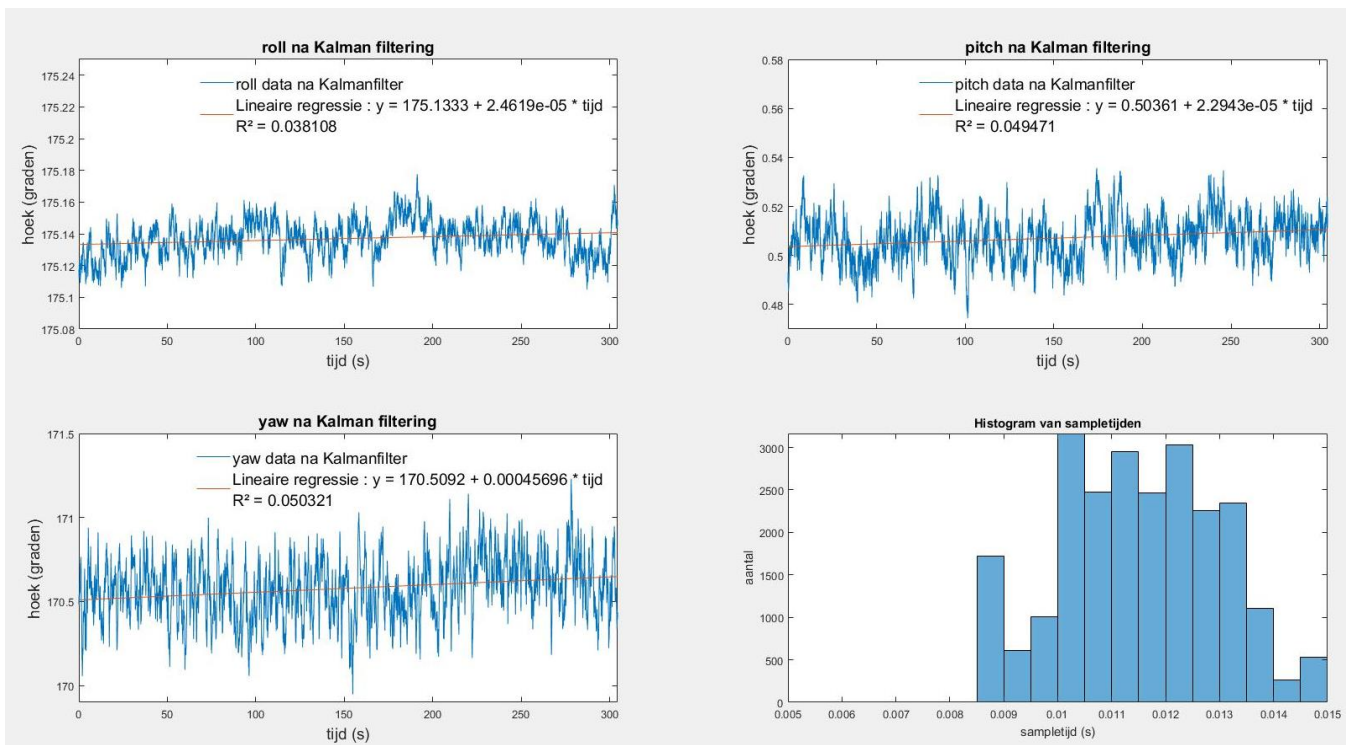 roll na Kalman filtering
175.24
175.22
175.2
175.18
175.16
175.14
175.12
175.1
175.08
hoek (graden)
roll data na Kalmanfilter
Lineaire regressie : y = 175.1333 + 2.4619e-05 * tijd
R² = 0.038108
0 50 100 150 200 250 300
tijd (s)
pitch na Kalman filtering
0.58
0.56
0.54
0.52
0.5
0.48
hoek (graden)
pitch data na Kalmanfilter
Lineaire regressie : y = 0.50361 + 2.2943e-05 * tijd
R² = 0.049471
0 50 100 150 200 250 300
tijd (s)
yaw na Kalman filtering
171.5
171
170.5
170
hoek (graden)
yaw data na Kalmanfilter
Lineaire regressie : y = 170.5092 + 0.00045696 * tijd
R² = 0.050321
0 50 100 150 200 250 300
tijd (s)
Histogram van sampletijden
3000
2500
2000
1500
1000
500
0
aantal
0.005 0.006 0.007 0.008 0.009 0.01 0.011 0.012 0.013 0.014 0.015
sampletijd (s)